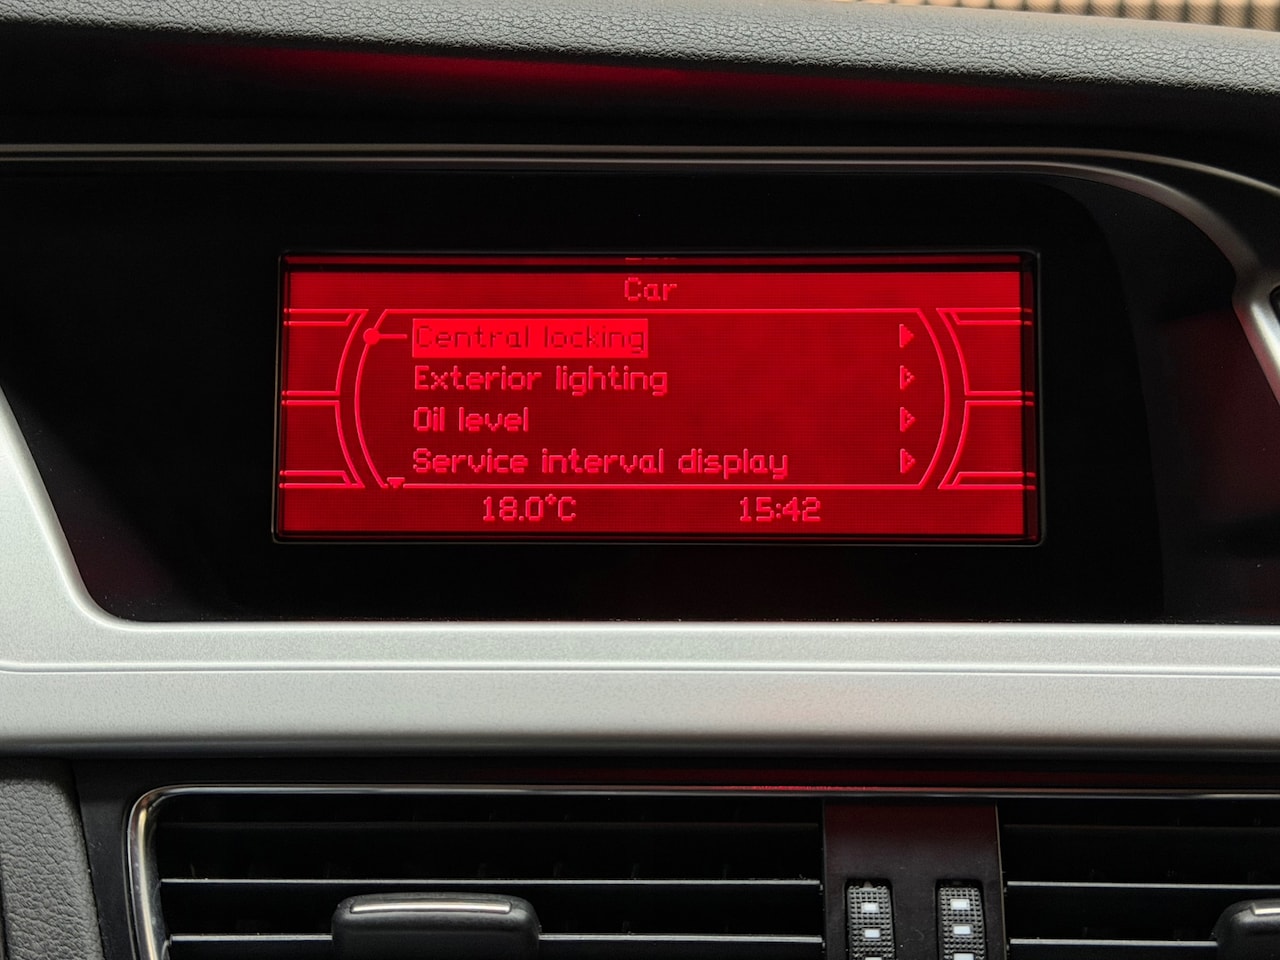 Car
Central locking
Exterior lighting
Oil level
Service interval display
18.0°C 15:42